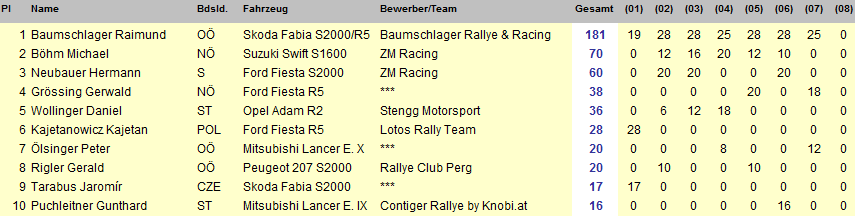 Pl Name Bdsld. Fahrzeug Bewerber/Team Gesamt (01) (02) (03) (04) (05) (06) (07) (08)
1 Baumschlager Raimund OÖ Skoda Fabia S2000/R5 Baumschlager Rallye & Racing 181 19 28 28 25 28 28 25 0
2 Böhm Michael NÖ Suzuki Swift S1600 ZM Racing 70 0 12 16 20 12 10 0 0
3 Neubauer Hermann S Ford Fiesta S2000 ZM Racing 60 0 20 20 0 0 20 0 0
4 Grössing Gerwald NÖ Ford Fiesta R5 *** 38 0 0 0 0 20 0 18 0
5 Wollinger Daniel ST Opel Adam R2 Stengg Motorsport 36 0 6 12 18 0 0 0 0
6 Kajetanowicz Kajetan POL Ford Fiesta R5 Lotos Rally Team 28 28 0 0 0 0 0 0 0
7 Ölsinger Peter OÖ Mitsubishi Lancer E. X *** 20 0 0 0 8 0 0 12 0
8 Rigler Gerald OÖ Peugeot 207 S2000 Rallye Club Perg 20 0 10 0 0 10 0 0 0
9 Tarabus Jaromír CZE Skoda Fabia S2000 *** 17 17 0 0 0 0 0 0 0
10 Puchleitner Gunthard ST Mitsubishi Lancer E. IX Contiger Rallye by Knobi.at 16 0 0 0 0 0 16 0 0